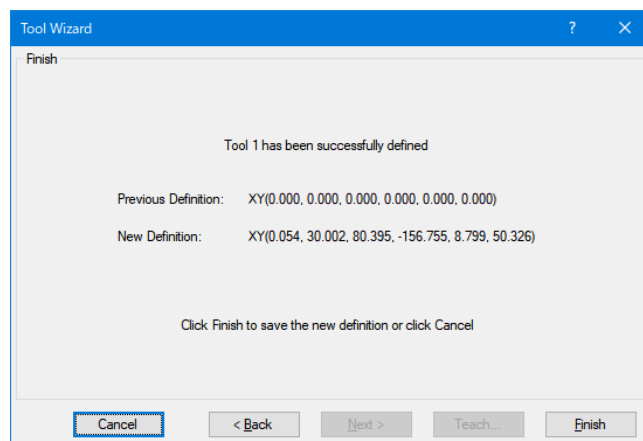 Tool Wizard
?
Finish
Tool 1 has been successfully defined
Previous Definition: XY(0.000, 0.000, 0.000, 0.000, 0.000, 0.000)
New Definition: XY(0.054, 30.002, 80.395, -156.755, 8.799, 50.326)
Click Finish to save the new definition or click Cancel
Cancel < Back Next > Teach... Finish